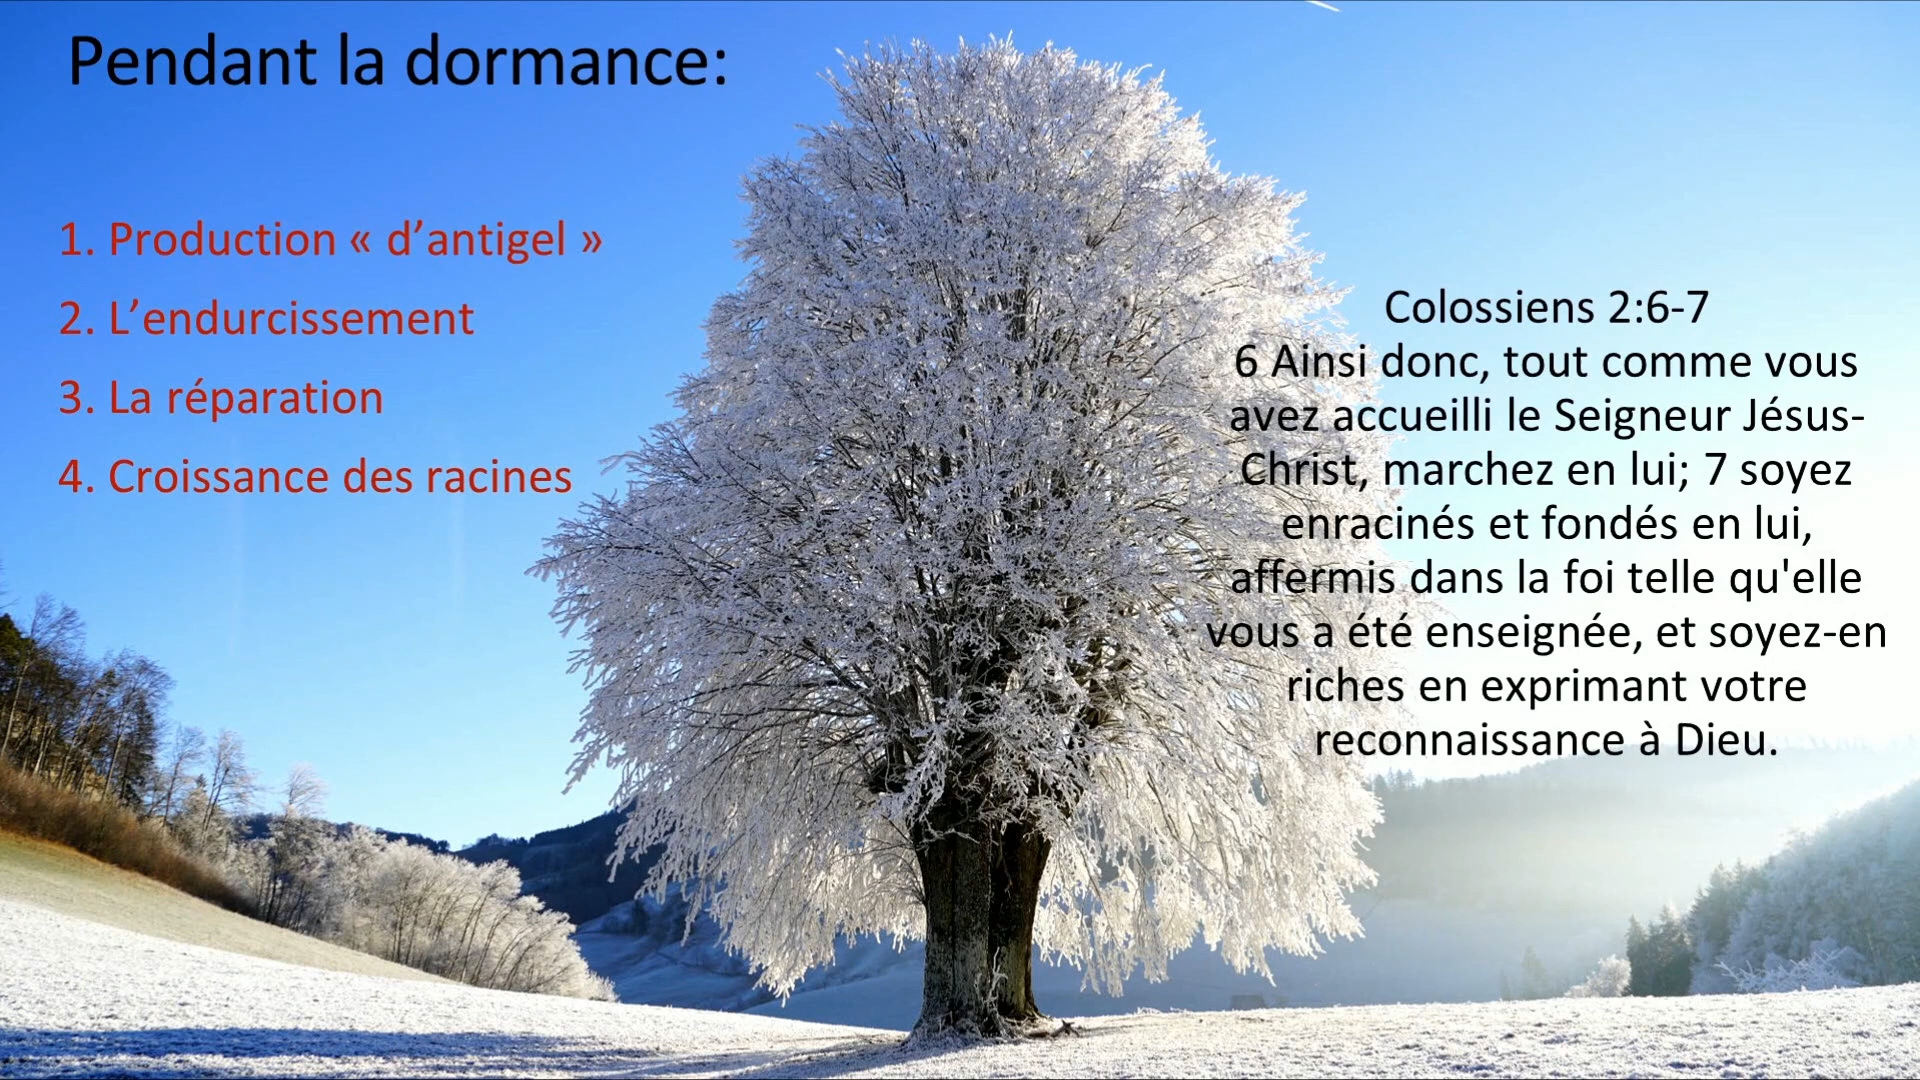 Pendant la dormance:
1. Production « d’antigel »
2. L’endurcissement
3. La réparation
4. Croissance des racines
Colossiens 2:6-7
6 Ainsi donc, tout comme vous
avez accueilli le Seigneur Jésus-
Christ, marchez en lui; 7 soyez
enracinés et fondés en lui,
affermis dans la foi telle qu'elle
vous a été enseignée, et soyez-en
riches en exprimant votre
reconnaissance à Dieu.